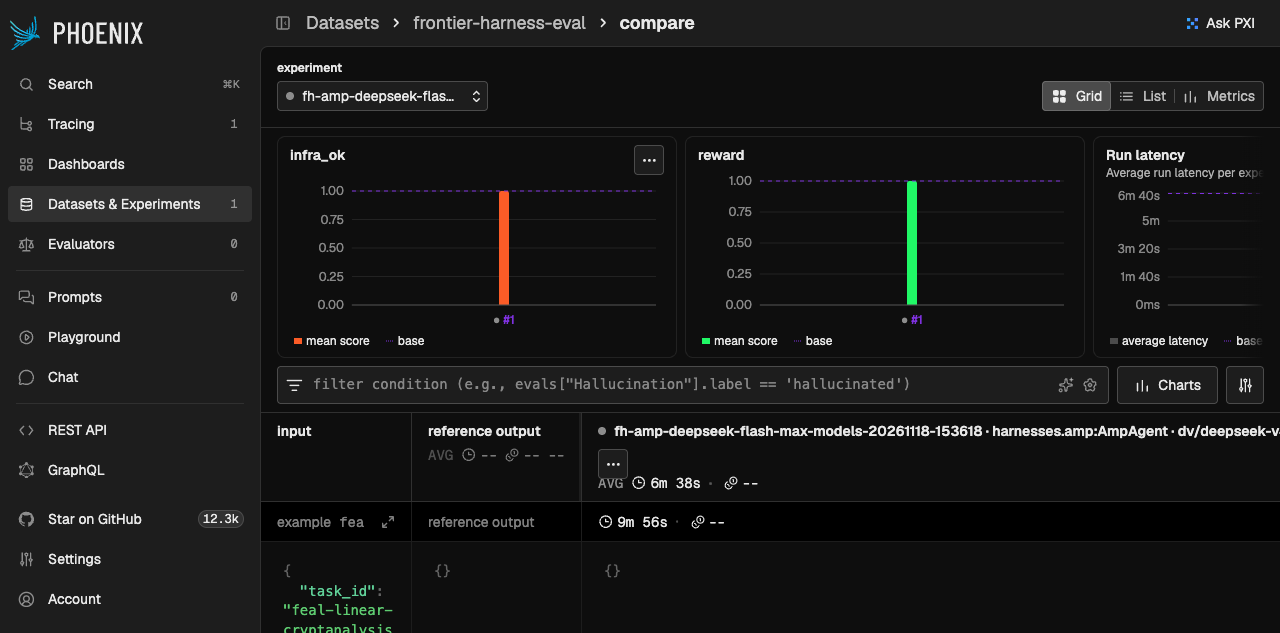 PHOENIX
Search ⌘K
Tracing 1
Dashboards
Datasets & Experiments 1
Evaluators 0
Prompts 0
Playground
Chat
REST API
GraphQL
Star on GitHub 12.3k
Settings
Account
Datasets > frontier-harness-eval > compare
Ask PXI
experiment
fh-amp-deepseek-flas...
Grid List Metrics
infra_ok
1.00
0.75
0.50
0.25
0.00
#1
mean score base
reward
1.00
0.75
0.50
0.25
0.00
#1
mean score base
Run latency
Average run latency per expe
6m 40s
5m
3m 20s
1m 40s
0ms
average latency base
filter condition (e.g., evals["Hallucination"].label == 'hallucinated')
Charts
input
reference output
AVG -- -- --
fh-amp-deepseek-flash-max-models-20261118-153618 · harnesses.amp:AmpAgent · dv/deepseek-v
AVG 6m 38s · --
example fea
reference output
9m 56s · --
{
"task_id":
"feal-linear-
cryptanalysis
{}
{}